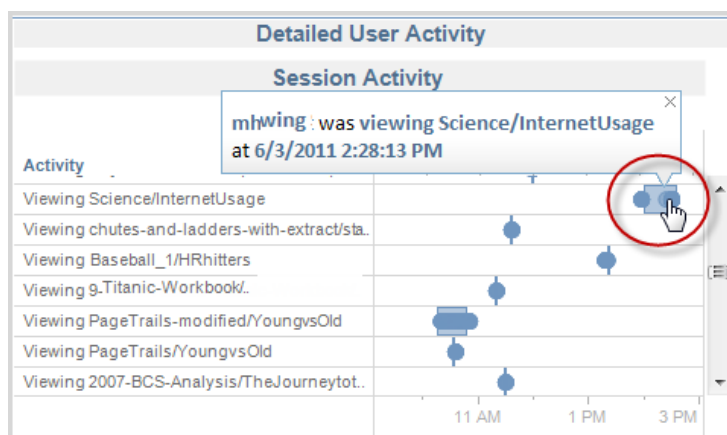 Detailed User Activity
Session Activity
mhwing was viewing Science/InternetUsage
at 6/3/2011 2:28:13 PM
Activity
Viewing Science/InternetUsage
Viewing chutes-and-ladders-with-extract/sta..
Viewing Baseball_1/HRhitters
Viewing 9-Titanic-Workbook/..
Viewing PageTrails-modified/YoungvsOld
Viewing PageTrails/YoungvsOld
Viewing 2007-BCS-Analysis/TheJourneytot..
11 AM 1 PM 3 PM